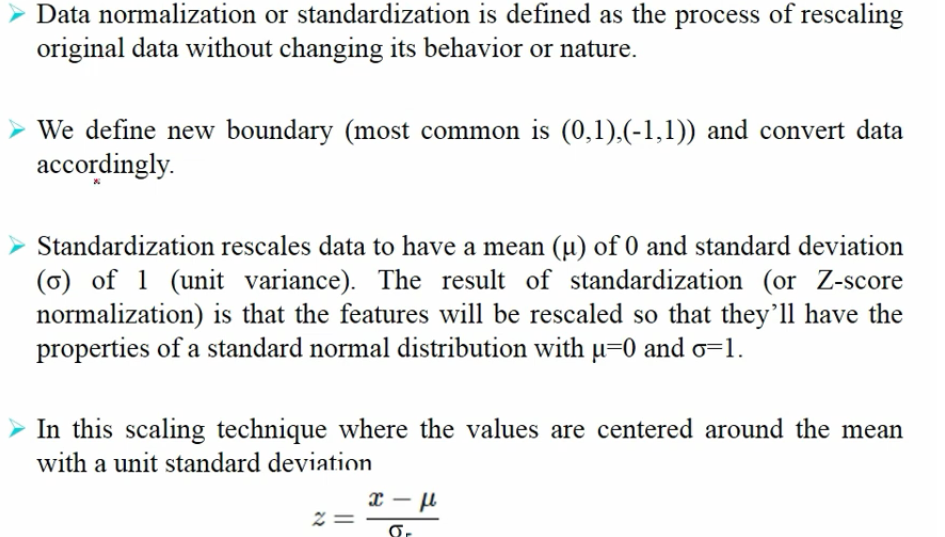 ➢ Data normalization or standardization is defined as the process of rescaling
original data without changing its behavior or nature.
➢ We define new boundary (most common is (0,1),(-1,1)) and convert data
accordingly.
➢ Standardization rescales data to have a mean (μ) of 0 and standard deviation
(σ) of 1 (unit variance). The result of standardization (or Z-score
normalization) is that the features will be rescaled so that they’ll have the
properties of a standard normal distribution with μ=0 and σ=1.
➢ In this scaling technique where the values are centered around the mean
with a unit standard deviation
z = (x − μ) / σ